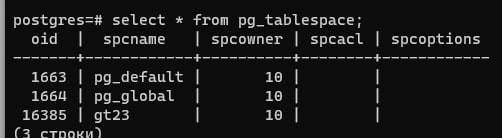 postgres=# select * from pg_tablespace;
oid | spcname | spcowner | spcacl | spcoptions
-------+------------+----------+--------+------------
1663 | pg_default | 10 | |
1664 | pg_global | 10 | |
16385 | gt23 | 10 | |
(3 строки)